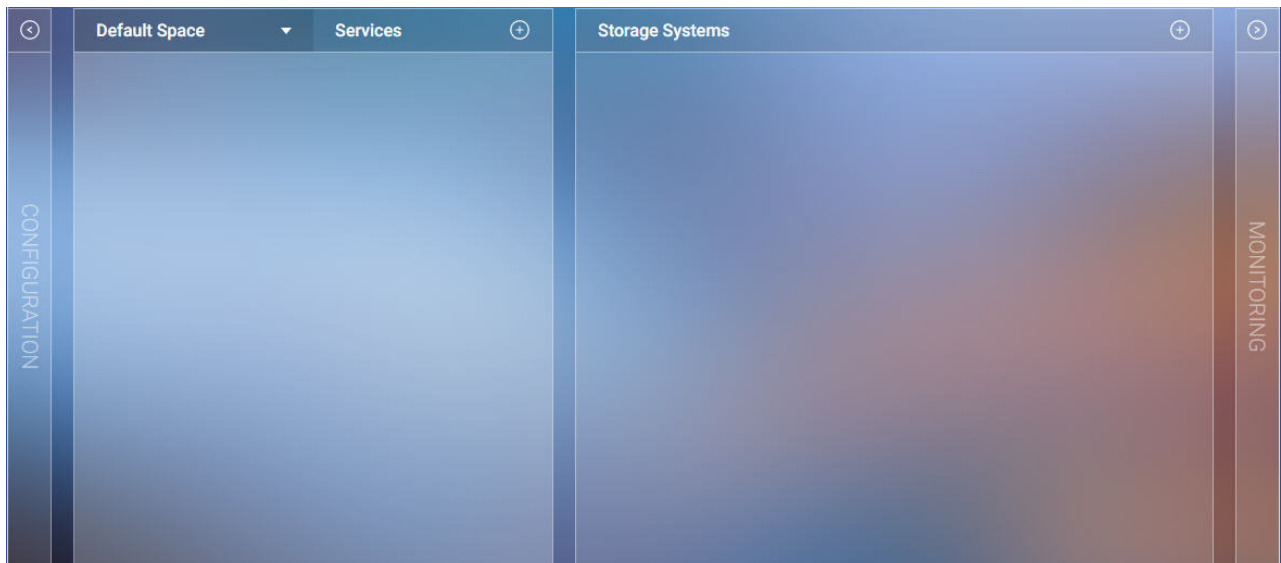 Default Space
Services
Storage Systems
CONFIGURATION
MONITORING